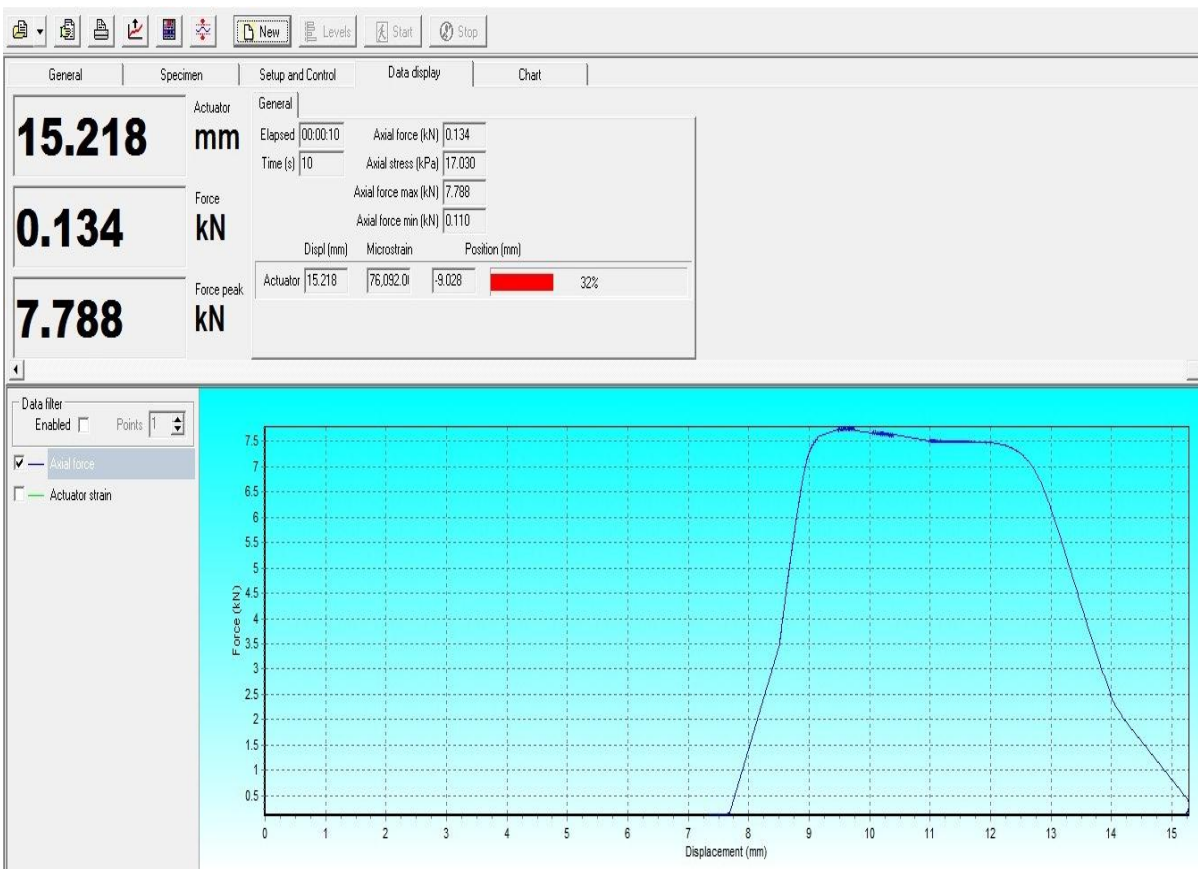 New Levels Start Stop
General Specimen Setup and Control Data display Chart
15.218 Actuator mm
0.134 Force kN
7.788 Force peak kN
General
Elapsed 00:00:10 Axial force (kN) 0.134
Time (s) 10 Axial stress (kPa) 17.030
Axial force max (kN) 7.788
Axial force min (kN) 0.110
Displ (mm) Microstrain Position (mm)
Actuator 15.218 76,092.0 -9.028 32%
Data filter
Enabled Points 1
Axial force
Actuator strain
Force (kN)
7.5
7
6.5
6
5.5
5
4.5
4
3.5
3
2.5
2
1.5
1
0.5
0 1 2 3 4 5 6 7 8 9 10 11 12 13 14 15
Displacement (mm)